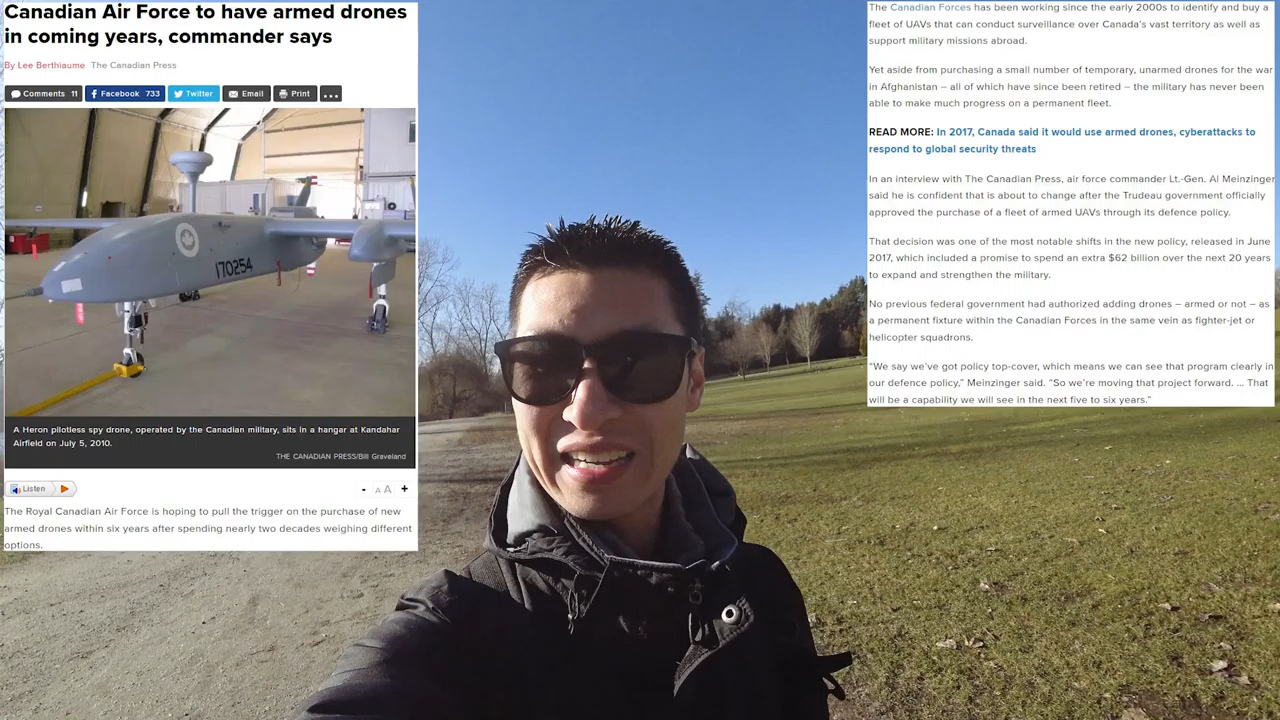 Canadian Air Force to have armed drones
in coming years, commander says
By Lee Berthiaume The Canadian Press
Comments 11 Facebook 733 Twitter Email Print ...
170254
A Heron pilotless spy drone, operated by the Canadian military, sits in a hangar at Kandahar
Airfield on July 5, 2010.
THE CANADIAN PRESS/Bill Graveland
Listen - A A +
The Royal Canadian Air Force is hoping to pull the trigger on the purchase of new
armed drones within six years after spending nearly two decades weighing different
options.
The Canadian Forces has been working since the early 2000s to identify and buy a
fleet of UAVs that can conduct surveillance over Canada's vast territory as well as
support military missions abroad.
Yet aside from purchasing a small number of temporary, unarmed drones for the war
in Afghanistan – all of which have since been retired – the military has never been
able to make much progress on a permanent fleet.
READ MORE: In 2017, Canada said it would use armed drones, cyberattacks to
respond to global security threats
In an interview with The Canadian Press, air force commander Lt.-Gen. Al Meinzinger
said he is confident that is about to change after the Trudeau government officially
approved the purchase of a fleet of armed UAVs through its defence policy.
That decision was one of the most notable shifts in the new policy, released in June
2017, which included a promise to spend an extra $62 billion over the next 20 years
to expand and strengthen the military.
No previous federal government had authorized adding drones – armed or not – as
a permanent fixture within the Canadian Forces in the same vein as fighter-jet or
helicopter squadrons.
"We say we've got policy top-cover, which means we can see that program clearly in
our defence policy," Meinzinger said. "So we're moving that project forward. … That
will be a capability we will see in the next five to six years."